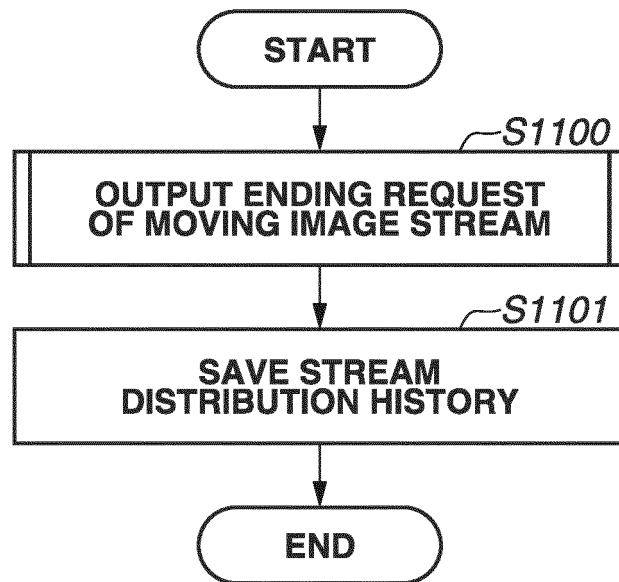 START
S1100
OUTPUT ENDING REQUEST
OF MOVING IMAGE STREAM
S1101
SAVE STREAM
DISTRIBUTION HISTORY
END